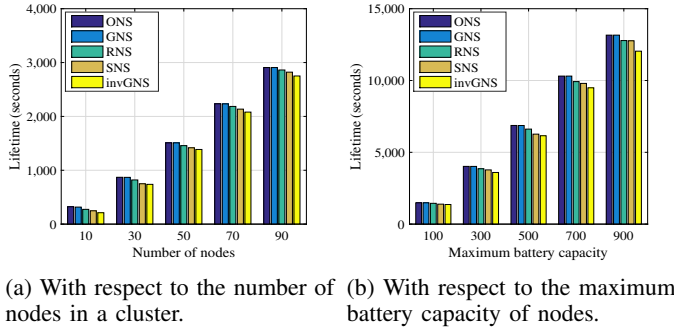 4,000
3,000
2,000
1,000
0
Lifetime (seconds)
ONS
GNS
RNS
SNS
invGNS
10 30 50 70 90
Number of nodes
15,000
10,000
5,000
0
Lifetime (seconds)
ONS
GNS
RNS
SNS
invGNS
100 300 500 700 900
Maximum battery capacity
(a) With respect to the number of
nodes in a cluster.
(b) With respect to the maximum
battery capacity of nodes.